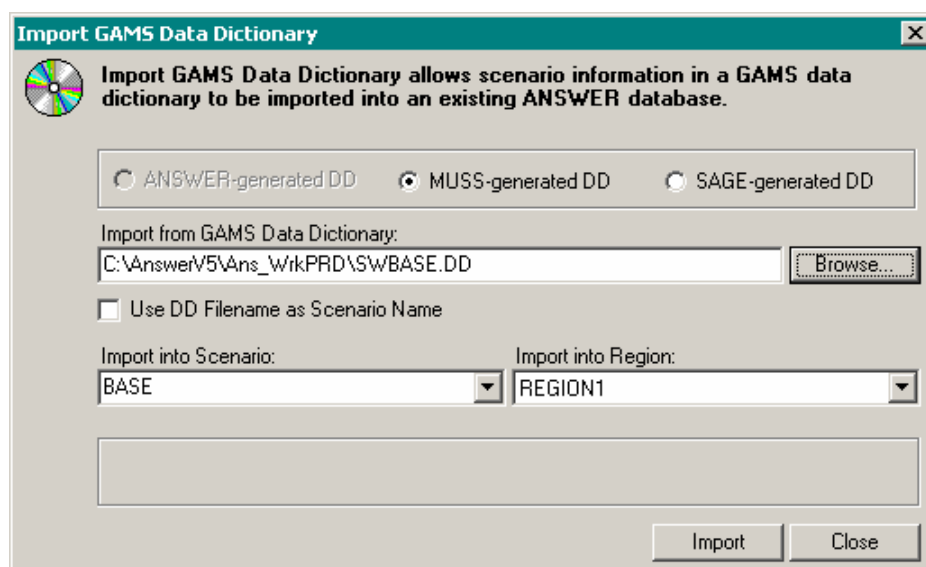 Import GAMS Data Dictionary
Import GAMS Data Dictionary allows scenario information in a GAMS data
dictionary to be imported into an existing ANSWER database.
ANSWER-generated DD MUSS-generated DD SAGE-generated DD
Import from GAMS Data Dictionary:
C:\AnswerV5\Ans_WrkPRD\SWBASE.DD Browse...
Use DD Filename as Scenario Name
Import into Scenario: Import into Region:
BASE REGION1
Import Close